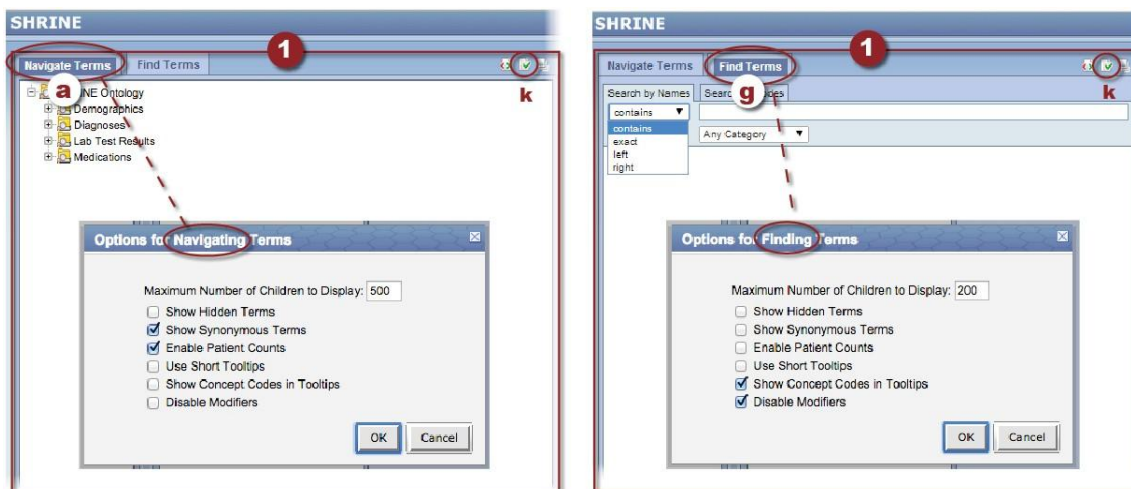 SHRINE
1
Navigate Terms
Find Terms
a
k
NE Ontology
Demographics
Diagnoses
Lab Test Results
Medications
Options for Navigating Terms
Maximum Number of Children to Display: 500
Show Hidden Terms
Show Synonymous Terms
Enable Patient Counts
Use Short Tooltips
Show Concept Codes in Tooltips
Disable Modifiers
OK
Cancel
SHRINE
1
Navigate Terms
Find Terms
g
k
Search by Names
contains
contains
exact
left
right
Any Category
Options for Finding Terms
Maximum Number of Children to Display: 200
Show Hidden Terms
Show Synonymous Terms
Enable Patient Counts
Use Short Tooltips
Show Concept Codes in Tooltips
Disable Modifiers
OK
Cancel